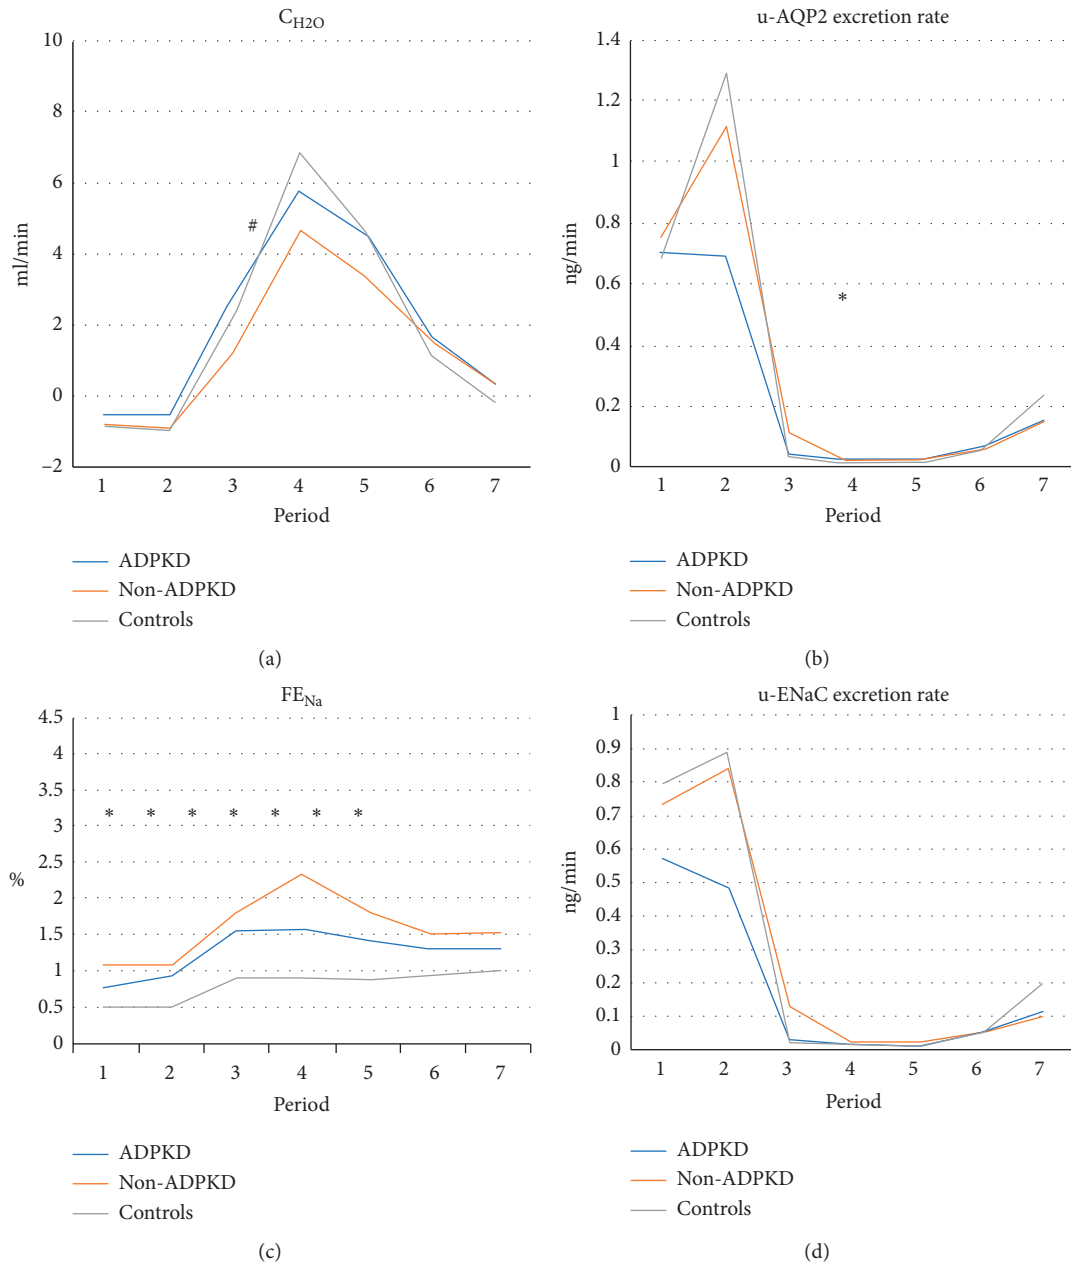 C_H2O
10
8
6
4
2
0
–2
ml/min
#
1 2 3 4 5 6 7
Period
ADPKD
Non-ADPKD
Controls
(a)
u-AQP2 excretion rate
1.4
1.2
1
0.8
0.6
0.4
0.2
0
ng/min
*
1 2 3 4 5 6 7
Period
ADPKD
Non-ADPKD
Controls
(b)
FE_Na
4.5
4
3.5
3
2.5
2
1.5
1
0.5
0
%
* * * * * * *
1 2 3 4 5 6 7
Period
ADPKD
Non-ADPKD
Controls
(c)
u-ENaC excretion rate
1
0.9
0.8
0.7
0.6
0.5
0.4
0.3
0.2
0.1
0
ng/min
1 2 3 4 5 6 7
Period
ADPKD
Non-ADPKD
Controls
(d)